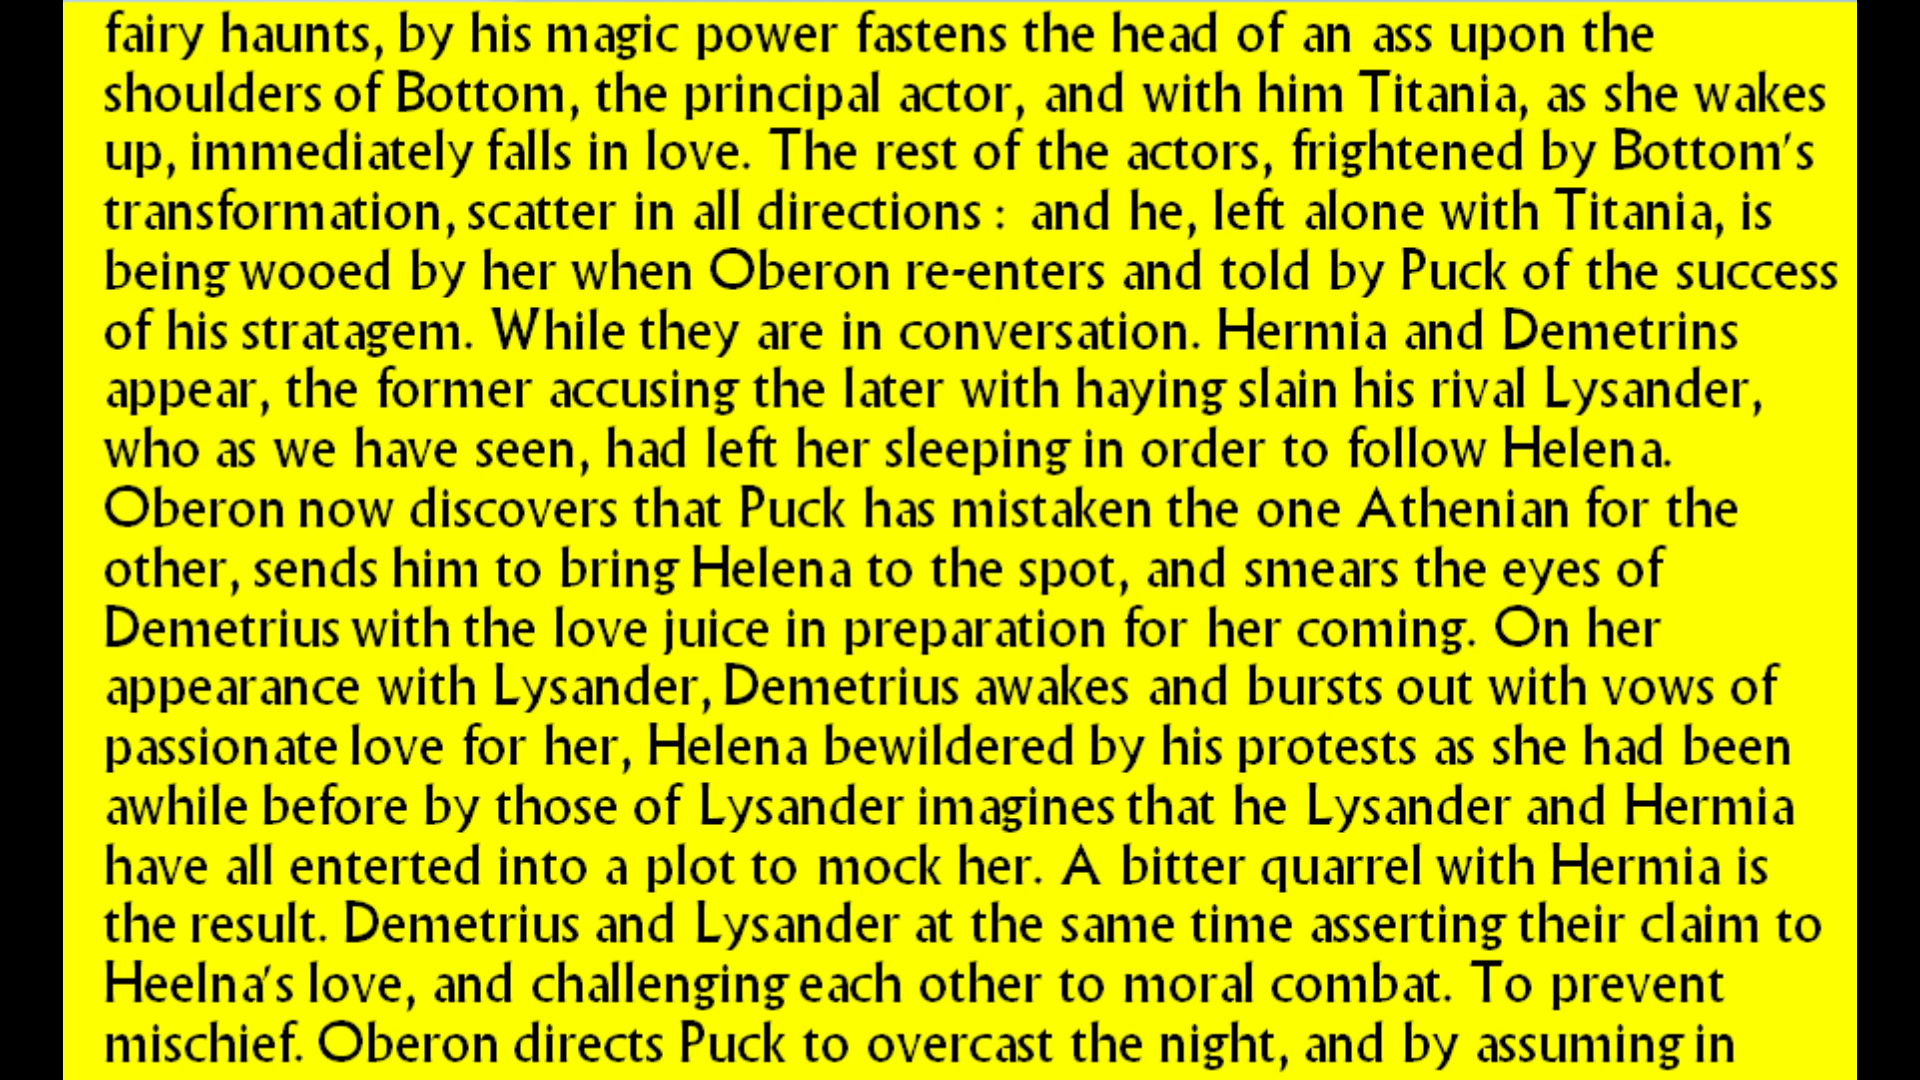 fairy haunts, by his magic power fastens the head of an ass upon the
shoulders of Bottom, the principal actor, and with him Titania, as she wakes
up, immediately falls in love. The rest of the actors, frightened by Bottom's
transformation, scatter in all directions : and he, left alone with Titania, is
being wooed by her when Oberon re-enters and told by Puck of the success
of his stratagem. While they are in conversation. Hermia and Demetrins
appear, the former accusing the later with haying slain his rival Lysander,
who as we have seen, had left her sleeping in order to follow Helena.
Oberon now discovers that Puck has mistaken the one Athenian for the
other, sends him to bring Helena to the spot, and smears the eyes of
Demetrius with the love juice in preparation for her coming. On her
appearance with Lysander, Demetrius awakes and bursts out with vows of
passionate love for her, Helena bewildered by his protests as she had been
awhile before by those of Lysander imagines that he Lysander and Hermia
have all enterted into a plot to mock her. A bitter quarrel with Hermia is
the result. Demetrius and Lysander at the same time asserting their claim to
Heelna's love, and challenging each other to moral combat. To prevent
mischief. Oberon directs Puck to overcast the night, and by assuming in